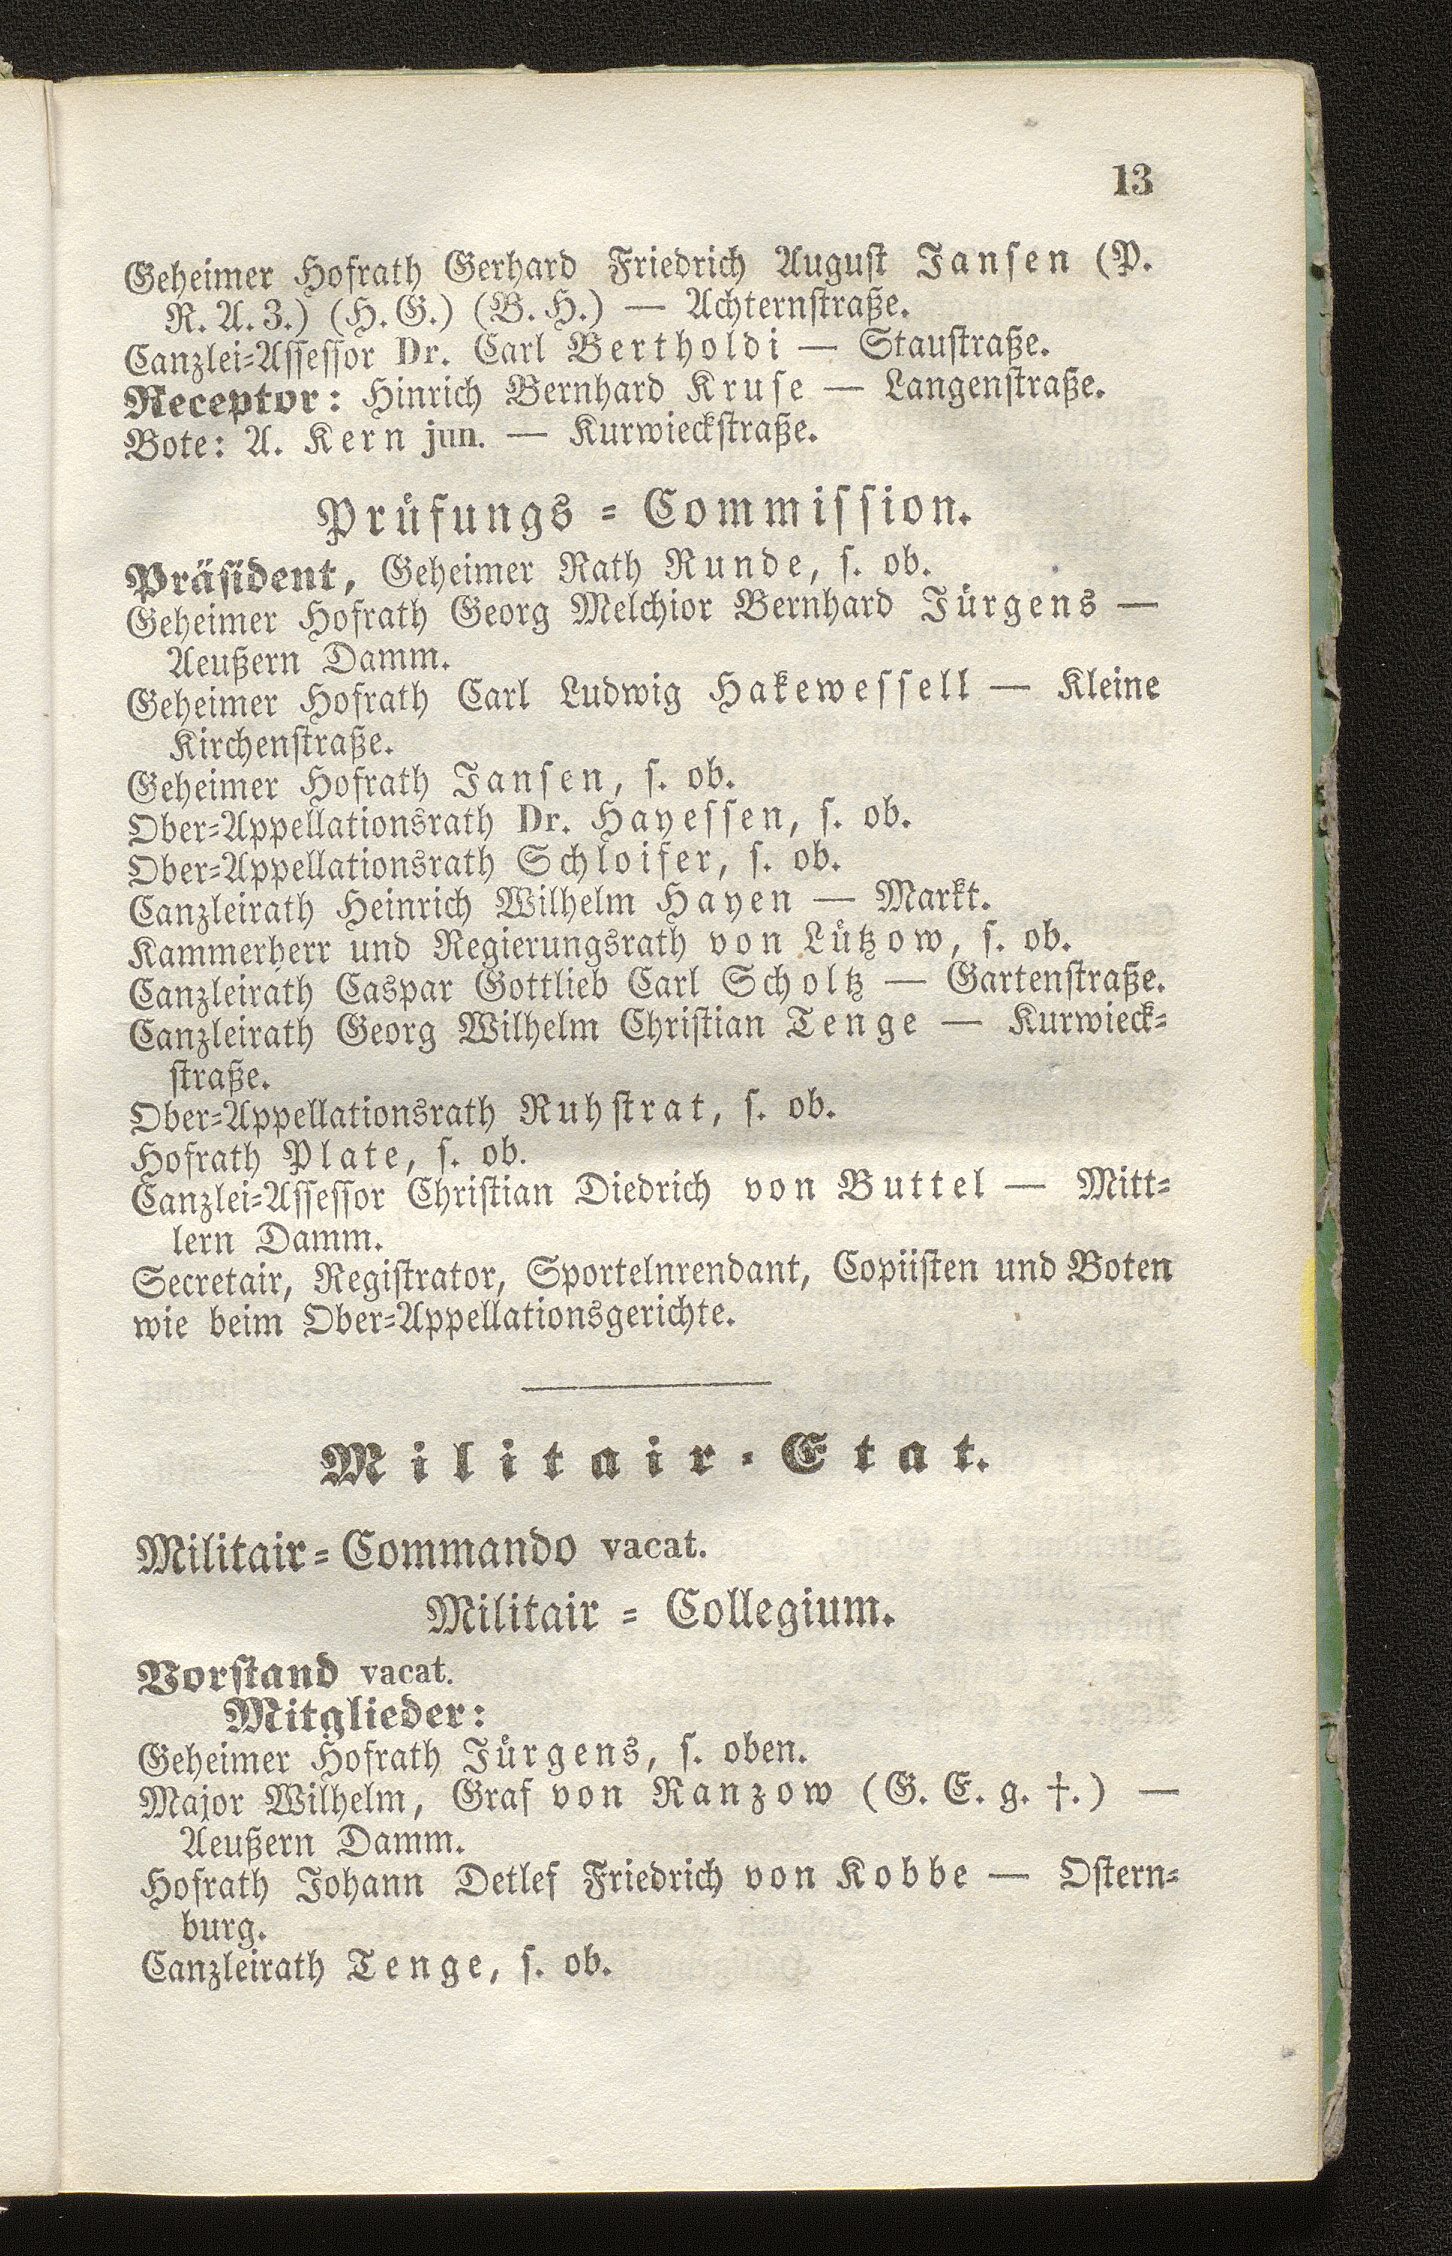 13
Geheimer Hofrath Gerhard Friedrich August Jansen (P.
R. A. 3.) (H. G.) (B. H.) — Achternstraße.
Canzlei=Assessor Dr. Carl Bertholdi — Staustraße.
Receptor: Hinrich Bernhard Kruse — Langenstraße.
Bote: A. Kern jun. — Kurwieckstraße.
Prüfungs = Commission.
Präsident, Geheimer Rath Runde, s. ob.
Geheimer Hofrath Georg Melchior Bernhard Jürgens —
Aeußern Damm.
Geheimer Hofrath Carl Ludwig Hakewessell — Kleine
Kirchenstraße.
Geheimer Hofrath Jansen, s. ob.
Ober=Appellationsrath Dr. Hayessen, s. ob.
Ober=Appellationsrath Schloifer, s. ob.
Canzleirath Heinrich Wilhelm Hayen — Markt.
Kammerherr und Regierungsrath von Lützow, s. ob.
Canzleirath Caspar Gottlieb Carl Scholtz — Gartenstraße.
Canzleirath Georg Wilhelm Christian Tenge — Kurwieck=
straße.
Ober=Appellationsrath Ruhstrat, s. ob.
Hofrath Plate, s. ob.
Canzlei=Assessor Christian Diedrich von Buttel — Mitt=
lern Damm.
Secretair, Registrator, Sportelnrendant, Copiisten und Boten
wie beim Ober=Appellationsgerichte.
Militair=Etat.
Militair=Commando vacat.
Militair = Collegium.
Vorstand vacat.
Mitglieder:
Geheimer Hofrath Jürgens, s. oben.
Major Wilhelm, Graf von Ranzow (G. E. g. †.) —
Aeußern Damm.
Hofrath Johann Detlef Friedrich von Kobbe — Ostern=
burg.
Canzleirath Tenge, s. ob.